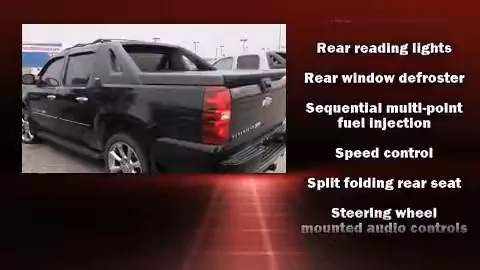 Rear reading lights
Rear window defroster
Sequential multi-point
fuel injection
Speed control
Split folding rear seat
Steering wheel
mounted audio controls